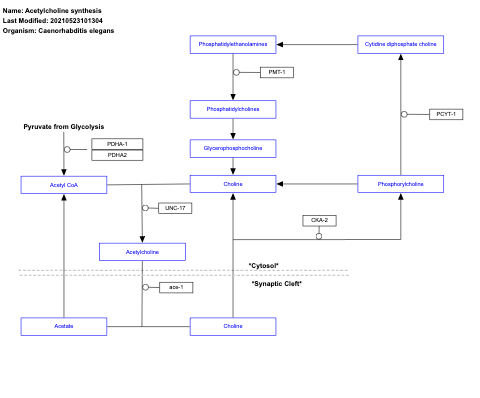 Name: Acetylcholine synthesis
Last Modified: 20210523101304
Organism: Caenorhabditis elegans
Phosphatidylethanolamines
Cytidine diphosphate choline
PMT-1
Phosphatidylcholines
PCYT-1
Pyruvate from Glycolysis
PDHA-1
PDHA2
Glycerophosphocholine
Acetyl CoA
Choline
Phosphorylcholine
UNC-17
CKA-2
Acetylcholine
*Cytosol*
*Synaptic Cleft*
ace-1
Acetate
Choline